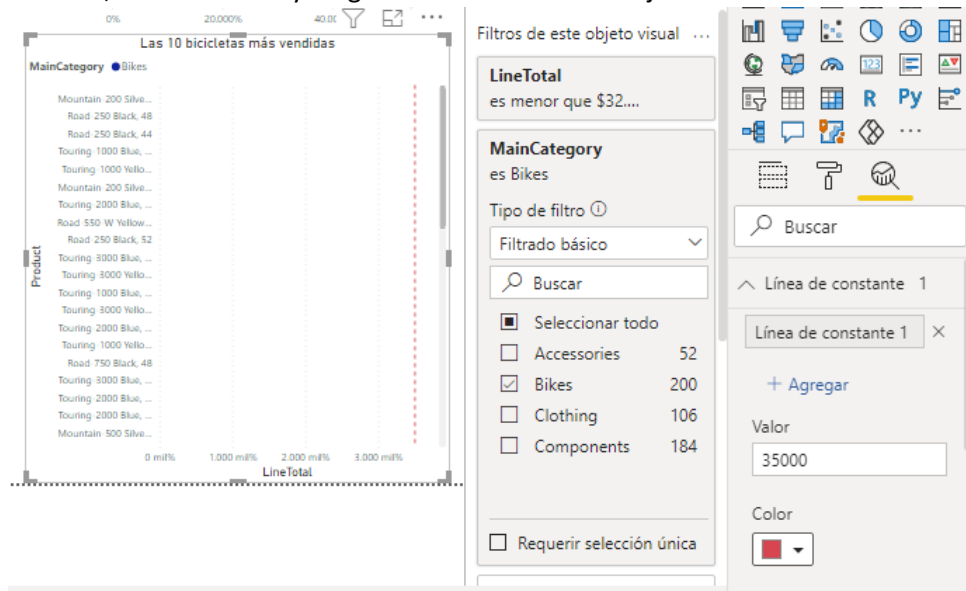 0%
20.000%
Las 10 bicicletas más vendidas
MainCategory Bikes
Mountain 200 Silve...
Road 250 Black, 48
Road 250 Black, 44
Touring 1000 Blue, ...
Touring 1000 Yello...
Mountain 200 Silve...
Touring 2000 Blue, ...
Road 550 W Yellow...
Road 250 Black, 52
Touring 3000 Blue, ...
Touring 3000 Yello...
Touring 1000 Blue, ...
Touring 3000 Yello...
Touring 2000 Blue, ...
Touring 1000 Yello...
Road 750 Black, 48
Touring 3000 Blue, ...
Touring 2000 Blue, ...
Touring 2000 Blue, ...
Mountain 500 Silve...
Product
0 mil%
1.000 mil%
2.000 mil%
3.000 mil%
LineTotal
Filtros de este objeto visual ...
LineTotal
es menor que $32....
MainCategory
es Bikes
Tipo de filtro
Filtrado básico
Buscar
Seleccionar todo
Accessories 52
Bikes 200
Clothing 106
Components 184
Requerir selección única
123
R
Py
Buscar
Línea de constante 1
Línea de constante 1 ×
+ Agregar
Valor
35000
Color